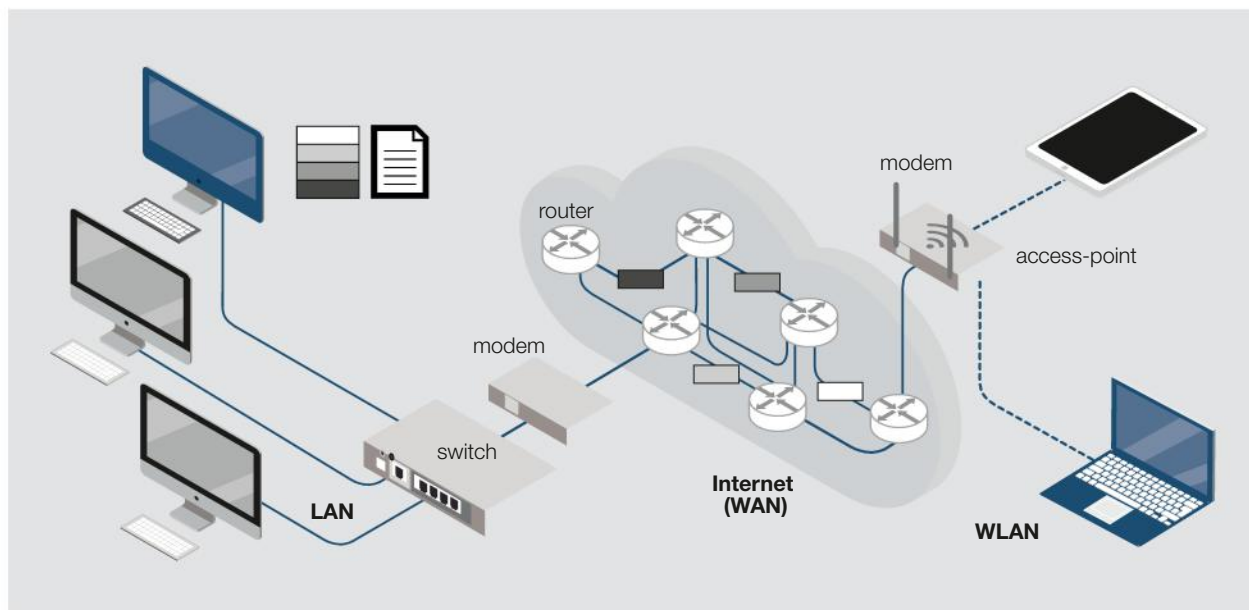 modem
router
access-point
modem
switch
LAN
Internet
(WAN)
WLAN